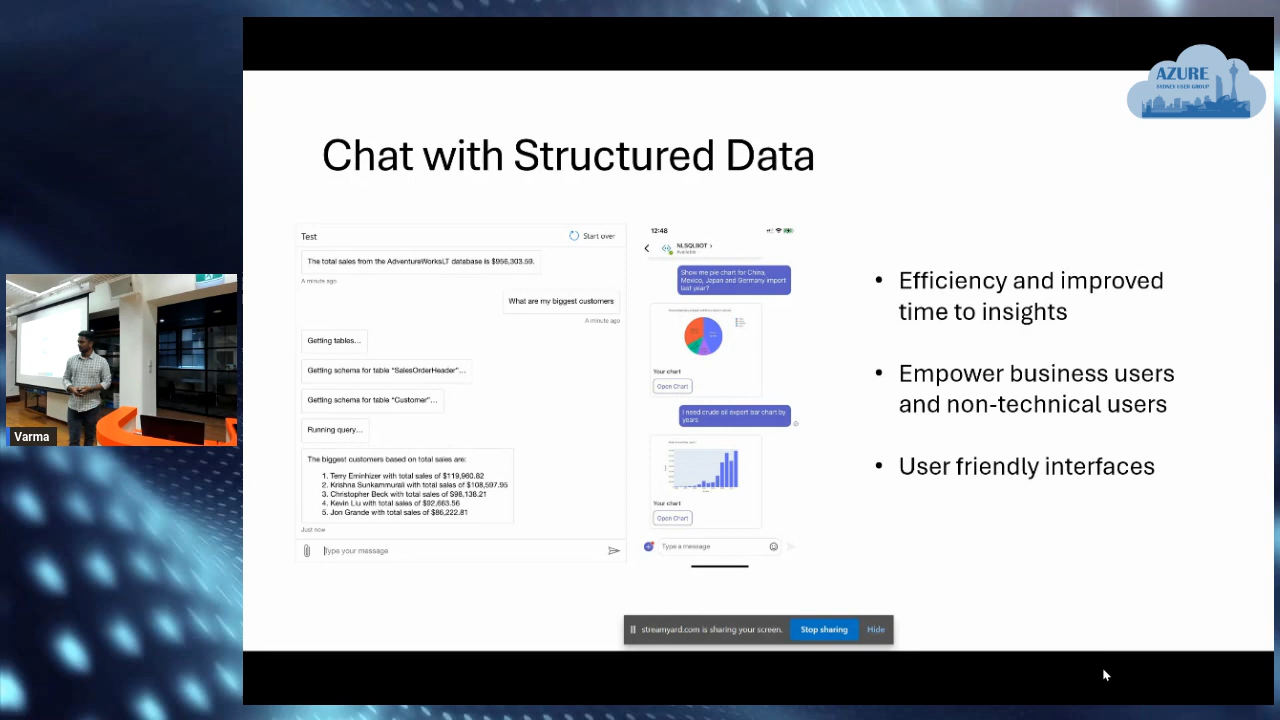 AZURE
SYDNEY USER GROUP
Chat with Structured Data
Test
Start over
The total sales from the AdventureWorksLT database is $956,303.59.
A minute ago
What are my biggest customers
A minute ago
Getting tables...
Getting schema for table "SalesOrderHeader"...
Getting schema for table "Customer"...
Running query...
The biggest customers based on total sales are:
1. Terry Eminhizer with total sales of $119,960.82
2. Krishna Sunkammurali with total sales of $108,597.95
3. Christopher Beck with total sales of $98,138.21
4. Kevin Liu with total sales of $92,663.56
5. Jon Grande with total sales of $86,222.81
Just now
Type your message
12:48
NLSQLBOT
Available
Show me pie chart for China,
Mexico, Japan and Germany import
last year?
Your chart
Open Chart
I need crude oil export bar chart by
years
Your chart
Open Chart
Type a message
• Efficiency and improved
time to insights
• Empower business users
and non-technical users
• User friendly interfaces
Varma
streamyard.com is sharing your screen.
Stop sharing
Hide